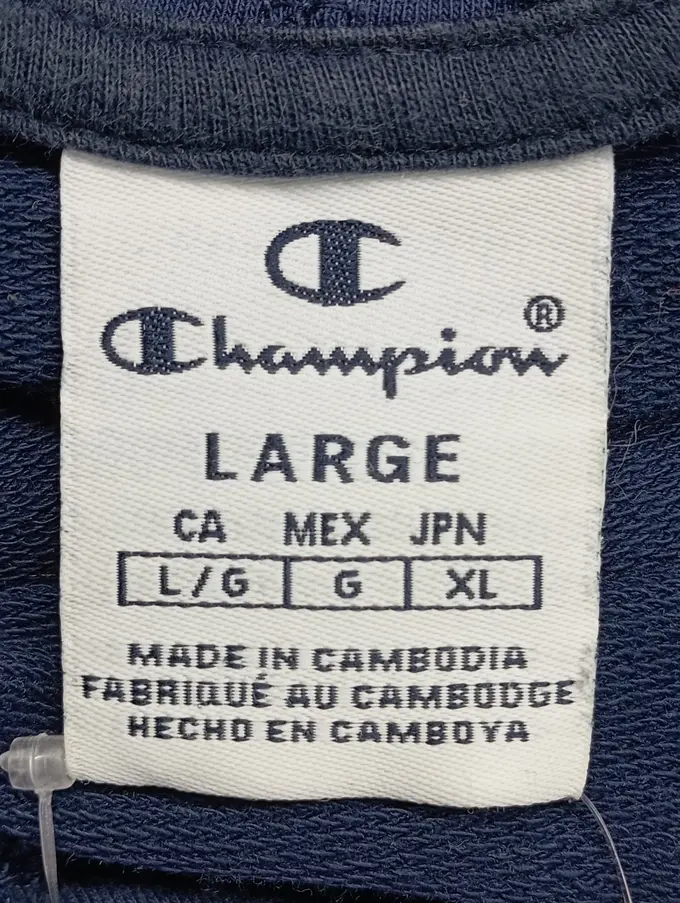 Champion®
LARGE
CA MEX JPN
L/G G XL
MADE IN CAMBODIA
FABRIQUÉ AU CAMBODGE
HECHO EN CAMBOYA